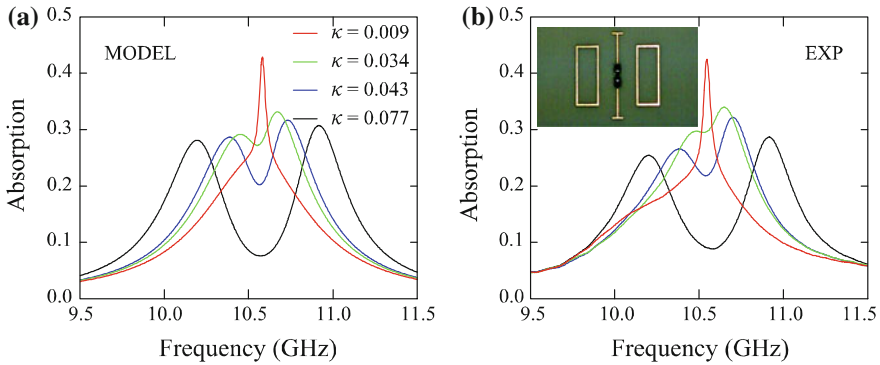 (a)
MODEL
κ = 0.009
κ = 0.034
κ = 0.043
κ = 0.077
Absorption
0.5
0.4
0.3
0.2
0.1
0.0
9.5 10.0 10.5 11.0 11.5
Frequency (GHz)
(b)
EXP
Absorption
0.5
0.4
0.3
0.2
0.1
0.0
9.5 10.0 10.5 11.0 11.5
Frequency (GHz)